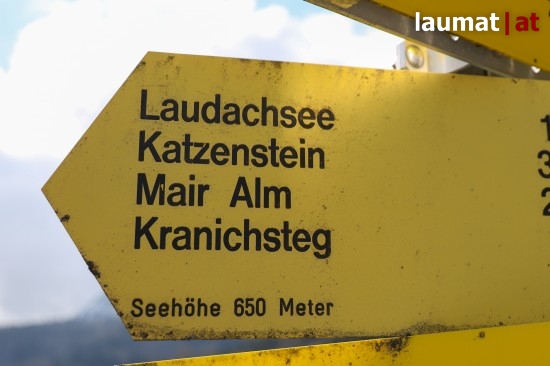 laumat|at
Laudachsee
Katzenstein
Mair Alm
Kranichsteg
Seehöhe 650 Meter